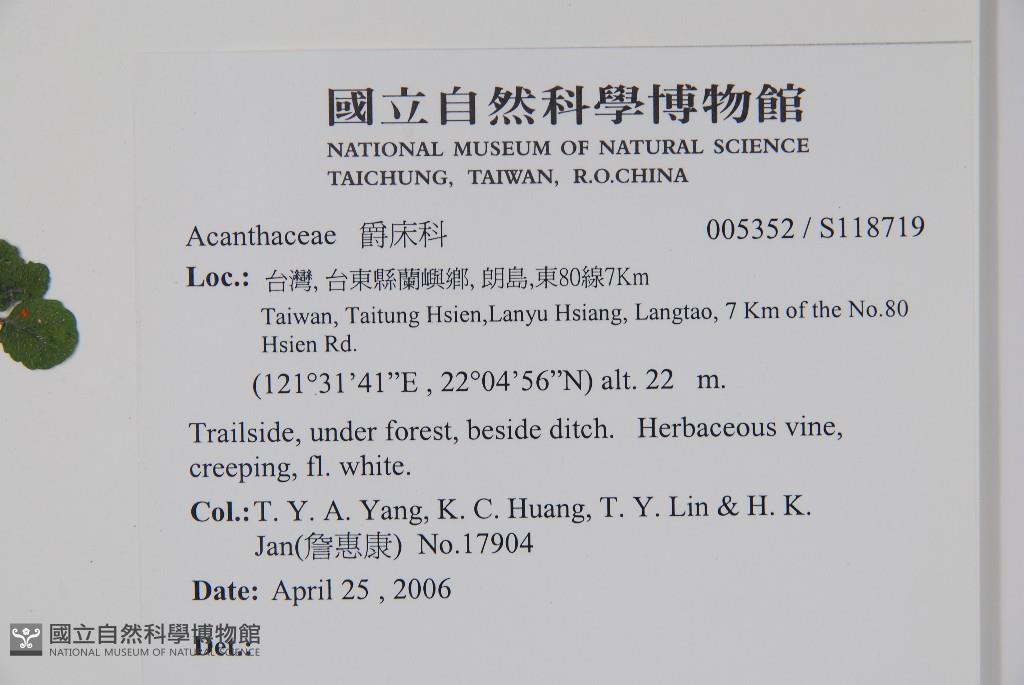 國立自然科學博物館
NATIONAL MUSEUM OF NATURAL SCIENCE
TAICHUNG, TAIWAN, R.O.CHINA
Acanthaceae 爵床科 005352 / S118719
Loc.: 台灣, 台東縣蘭嶼鄉, 朗島,東80線7Km
Taiwan, Taitung Hsien,Lanyu Hsiang, Langtao, 7 Km of the No.80
Hsien Rd.
(121°31’41”E , 22°04’56”N) alt. 22 m.
Trailside, under forest, beside ditch. Herbaceous vine,
creeping, fl. white.
Col.: T. Y. A. Yang, K. C. Huang, T. Y. Lin & H. K.
Jan(詹惠康) No.17904
Date: April 25 , 2006
Det.:
國立自然科學博物館
NATIONAL MUSEUM OF NATURAL SCIENCE